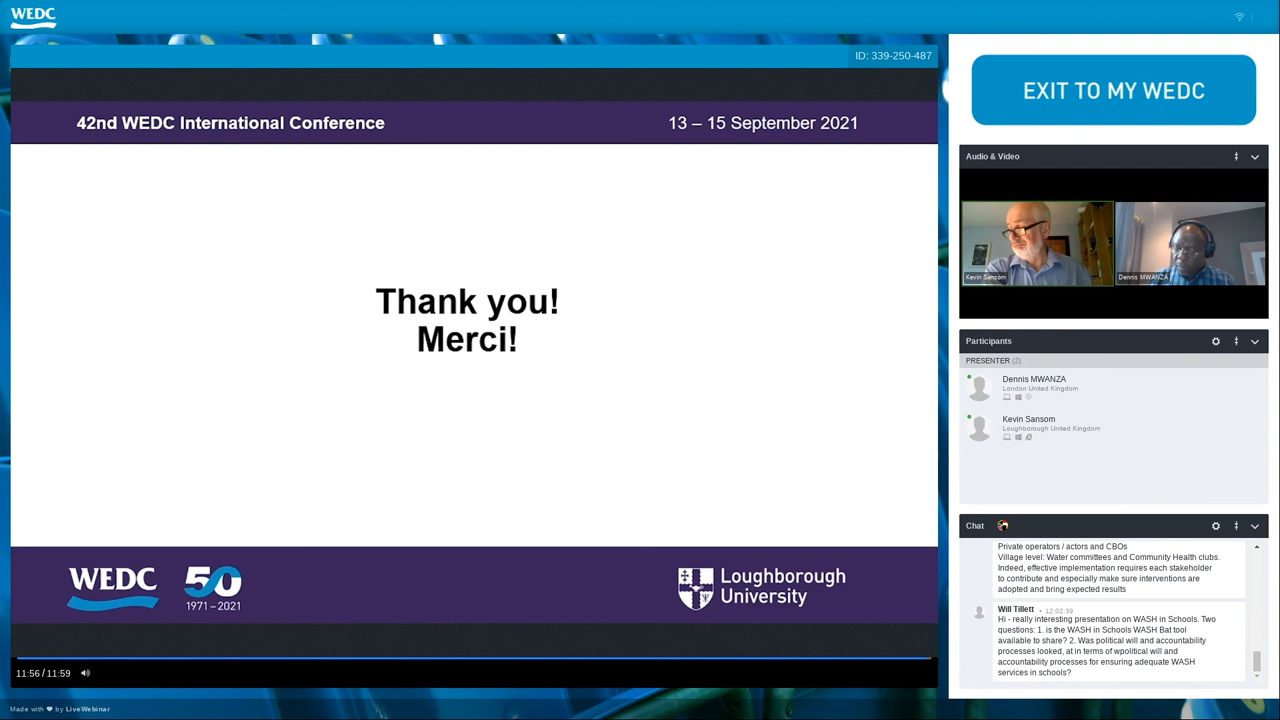 WEDC
ID: 339-250-487
EXIT TO MY WEDC
42nd WEDC International Conference
13 – 15 September 2021
Thank you!
Merci!
WEDC
50
1971–2021
Loughborough
University
11:56 / 11:59
Made with ❤ by LiveWebinar
Audio & Video
Kevin Sansom
Dennis MWANZA
Participants
PRESENTER (2)
Dennis MWANZA
London United Kingdom
Kevin Sansom
Loughborough United Kingdom
Chat
Private operators / actors and CBOs
Village level: Water committees and Community Health clubs.
Indeed, effective implementation requires each stakeholder
to contribute and especially make sure interventions are
adopted and bring expected results
Will Tillett • 12:02:39
Hi - really interesting presentation on WASH in Schools. Two
questions: 1. is the WASH in Schools WASH Bat tool
available to share? 2. Was political will and accountability
processes looked, at in terms of wpolitical will and
accountability processes for ensuring adequate WASH
services in schools?